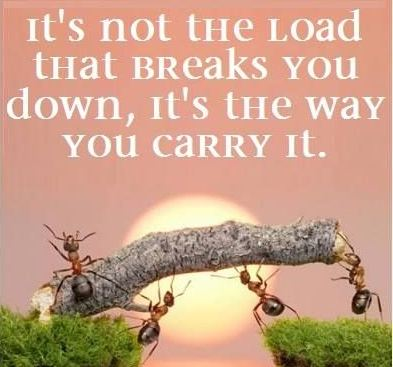 It's not the load
that breaks you
down, it's the way
you carry it.